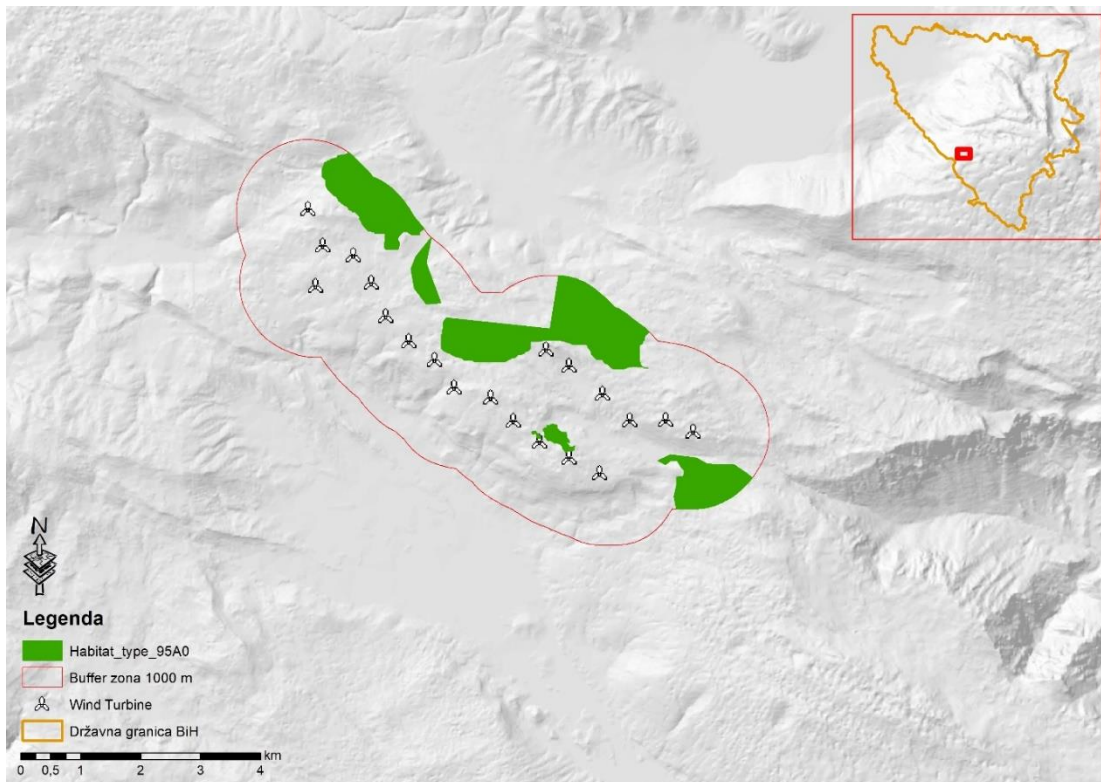 N
Legenda
Habitat_type_95A0
Buffer zona 1000 m
Wind Turbine
Državna granica BiH
km
0 0,5 1 2 3 4